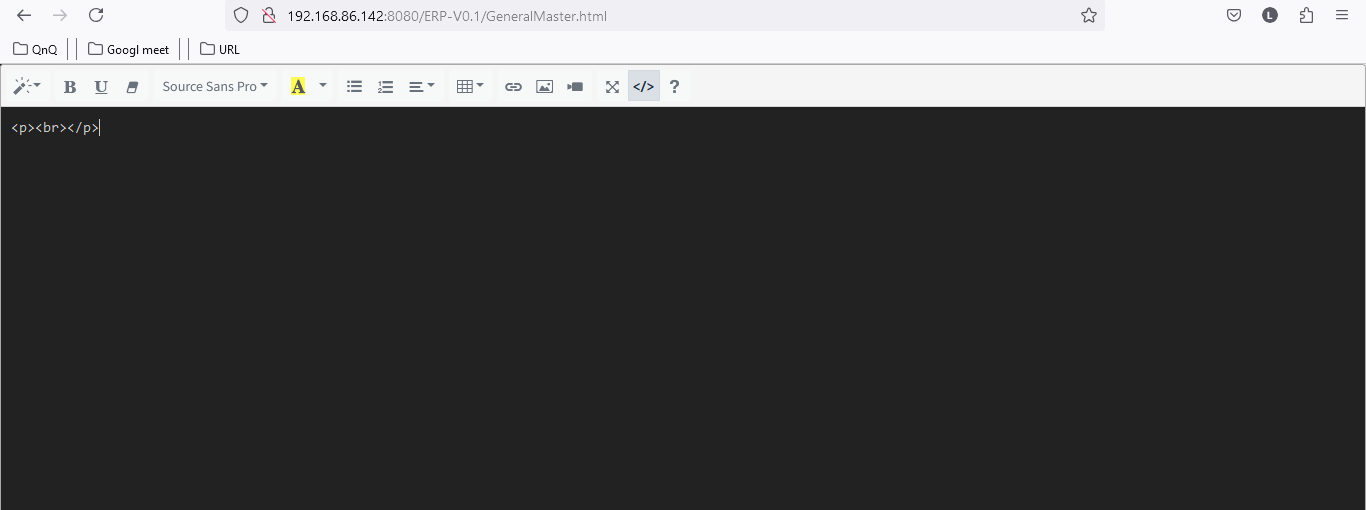 192.168.86.142:8080/ERP-V0.1/GeneralMaster.html
L
QnQ Googl meet URL
B U Source Sans Pro A </> ?
<p><br></p>